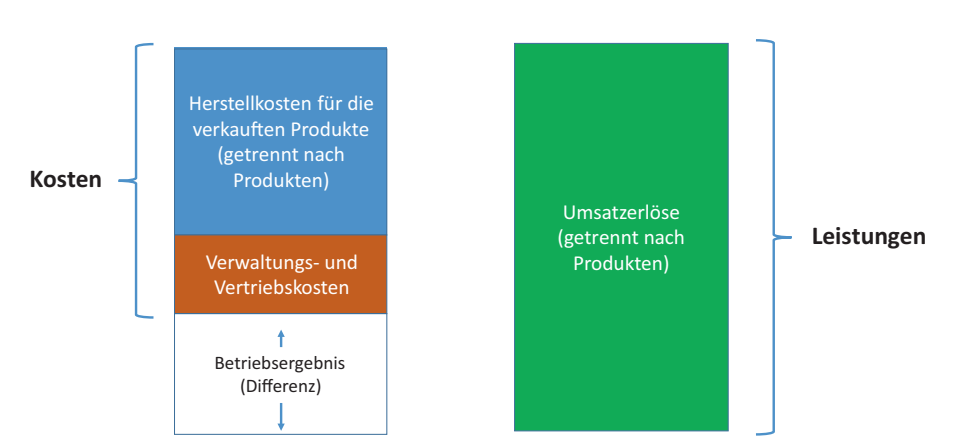 Kosten
Herstellkosten für die
verkauften Produkte
(getrennt nach
Produkten)
Verwaltungs- und
Vertriebskosten
Betriebsergebnis
(Differenz)
Umsatzerlöse
(getrennt nach
Produkten)
Leistungen